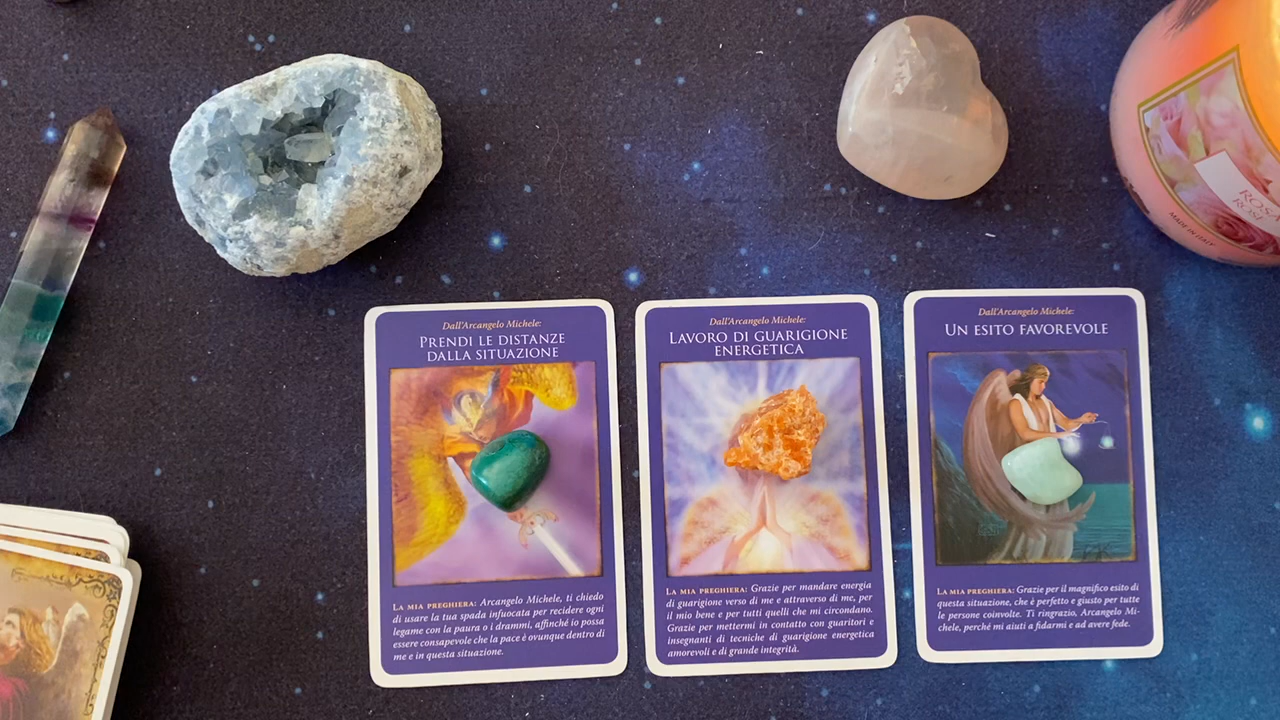 Dall'Arcangelo Michele:
PRENDI LE DISTANZE
DALLA SITUAZIONE
LA MIA PREGHIERA: Arcangelo Michele, ti chiedo
di usare la tua spada infuocata per recidere ogni
legame con la paura o i drammi, affinché io possa
essere consapevole che la pace è ovunque dentro di
me e in questa situazione.
Dall'Arcangelo Michele:
LAVORO DI GUARIGIONE
ENERGETICA
LA MIA PREGHIERA: Grazie per mandare energia
di guarigione verso di me e attraverso di me, per
il mio bene e per tutti quelli che mi circondano.
Grazie per mettermi in contatto con guaritori e
insegnanti di tecniche di guarigione energetica
amorevoli e di grande integrità.
Dall'Arcangelo Michele:
UN ESITO FAVOREVOLE
LA MIA PREGHIERA: Grazie per il magnifico esito di
questa situazione, che è perfetto e giusto per tutte
le persone coinvolte. Ti ringrazio, Arcangelo Mi-
chele, perché mi aiuti a fidarmi e ad avere fede.
MADE IN ITALY